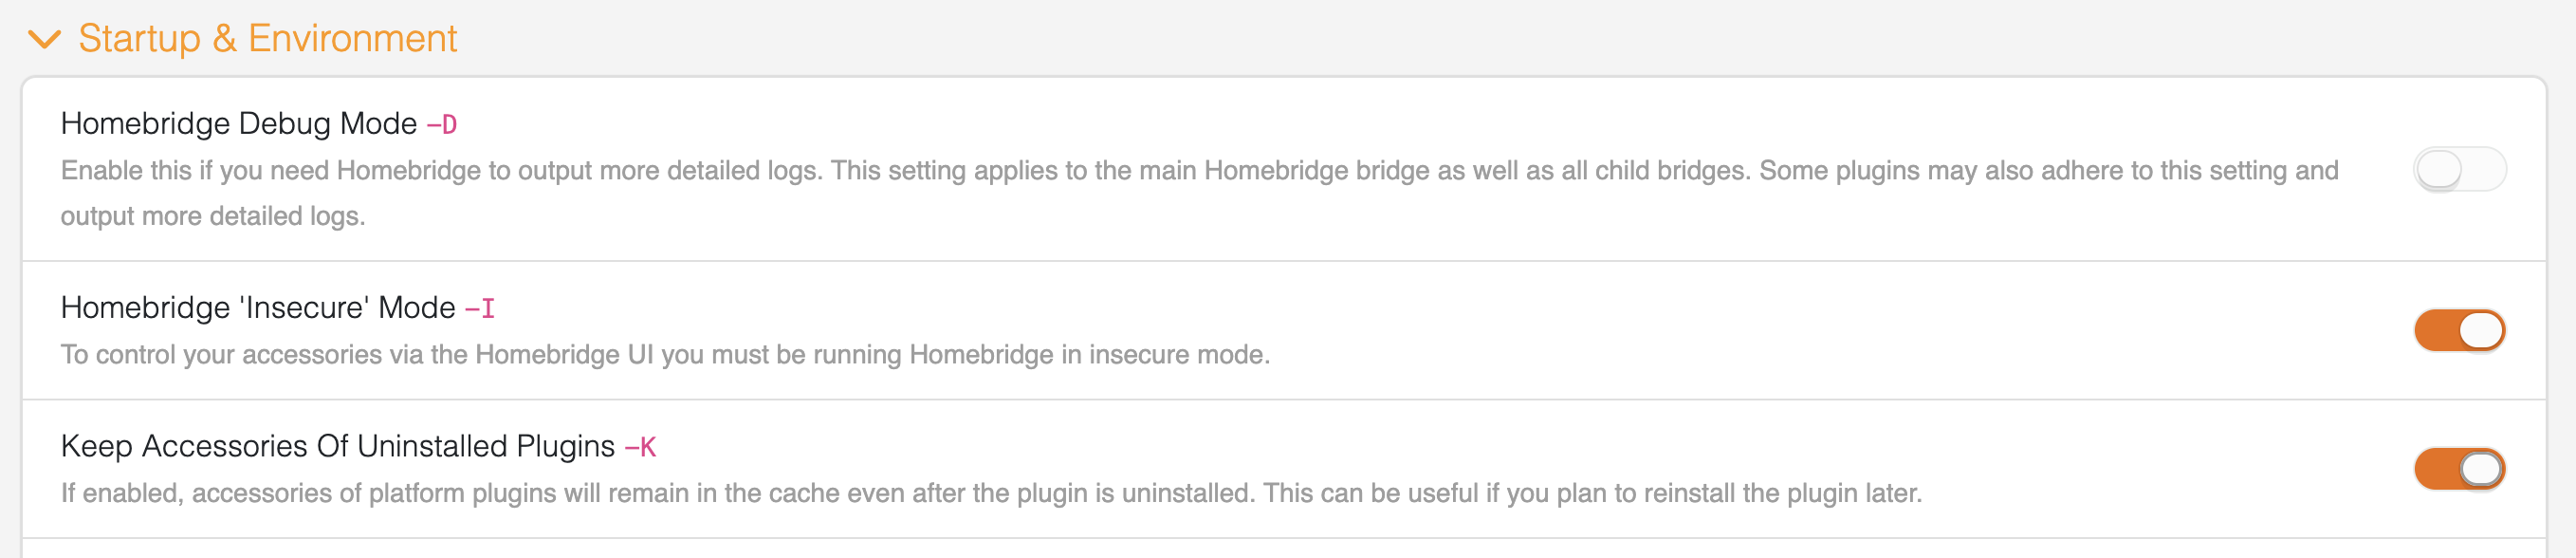 Startup & Environment
Homebridge Debug Mode -D
Enable this if you need Homebridge to output more detailed logs. This setting applies to the main Homebridge bridge as well as all child bridges. Some plugins may also adhere to this setting and
output more detailed logs.
Homebridge 'Insecure' Mode -I
To control your accessories via the Homebridge UI you must be running Homebridge in insecure mode.
Keep Accessories Of Uninstalled Plugins -K
If enabled, accessories of platform plugins will remain in the cache even after the plugin is uninstalled. This can be useful if you plan to reinstall the plugin later.